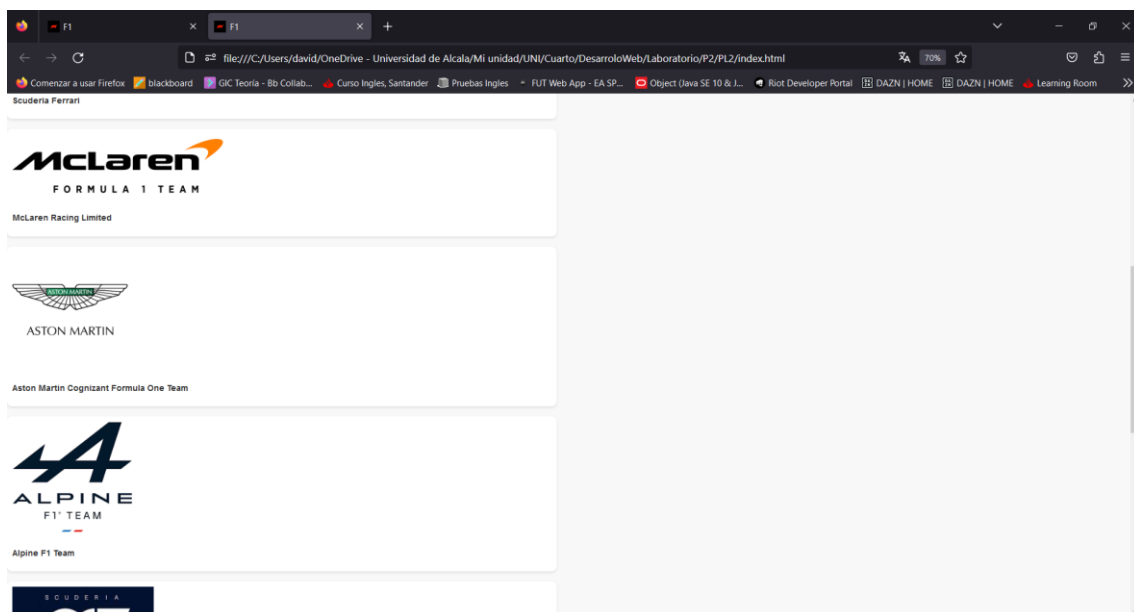 F1
F1
file:///C:/Users/david/OneDrive - Universidad de Alcala/Mi unidad/UNI/Cuarto/DesarroloWeb/Laboratorio/P2/PL2/index.html
70%
Comenzar a usar Firefox blackboard GIC Teoría - Bb Collab... Curso Ingles, Santander Pruebas Ingles FUT Web App - EA SP... Object (Java SE 10 & J... Riot Developer Portal DAZN | HOME DAZN | HOME Learning Room
Scuderia Ferrari
McLaren
FORMULA 1 TEAM
McLaren Racing Limited
ASTON MARTIN
ASTON MARTIN
Aston Martin Cognizant Formula One Team
ALPINE
F1 TEAM
Alpine F1 Team
SCUDERIA